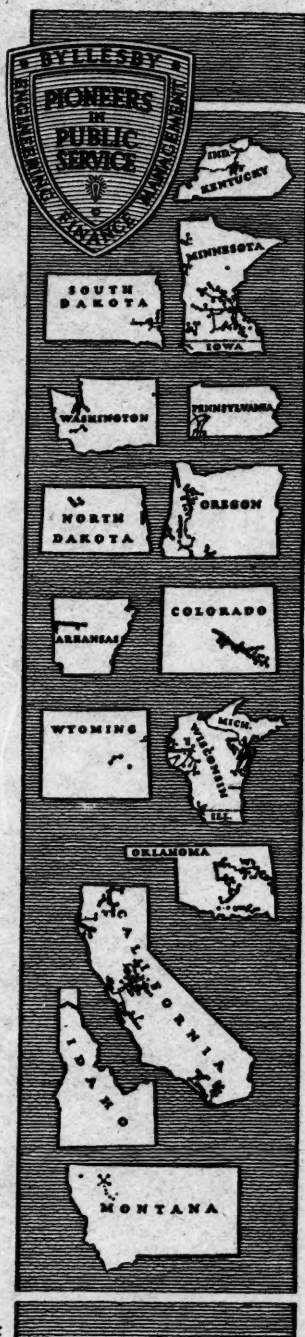 BYLLESBY
ENGINEERING FINANCE MANAGEMENT
PIONEERS
IN
PUBLIC
SERVICE
IND.
KENTUCKY
MINNESOTA
IOWA
SOUTH
DAKOTA
WASHINGTON
PENNSYLVANIA
NORTH
DAKOTA
OREGON
ARKANSAS
COLORADO
WYOMING
MICH.
WISCONSIN
ILL.
OKLAHOMA
CALIFORNIA
IDAHO
MONTANA